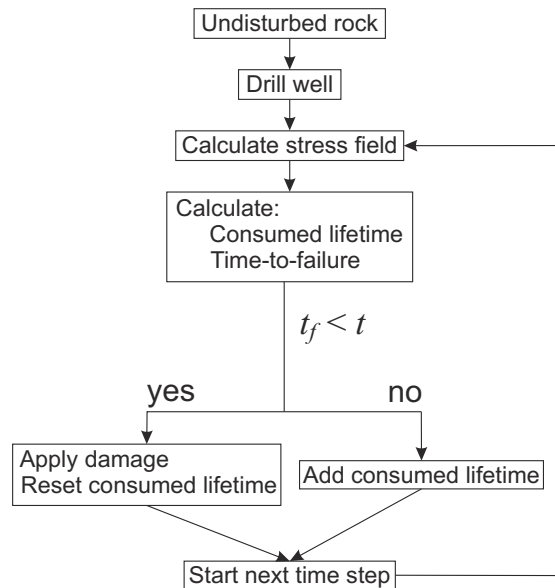 Undisturbed rock
Drill well
Calculate stress field
Calculate:
Consumed lifetime
Time-to-failure
t_f < t
yes
no
Apply damage
Reset consumed lifetime
Add consumed lifetime
Start next time step